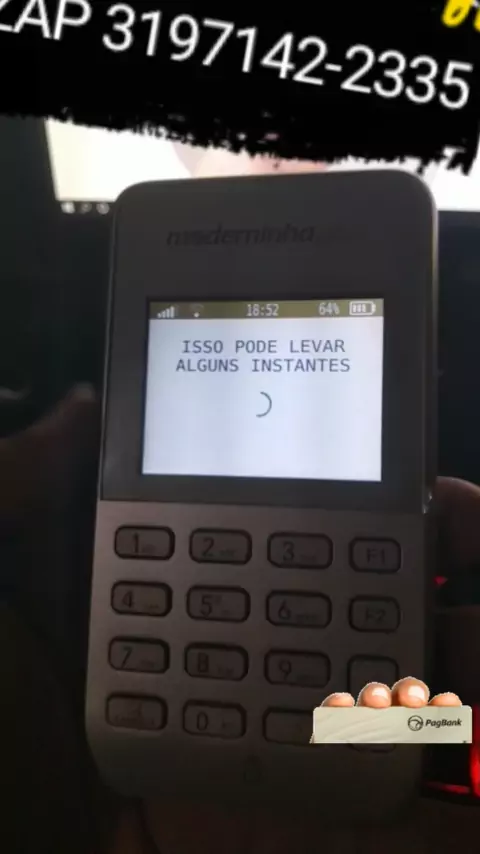 ZAP 3197142-2335
moderninha
18:52 64%
ISSO PODE LEVAR
ALGUNS INSTANTES
1 2 3 F1
4 5 6 F2
7 8 9
0
PagBank